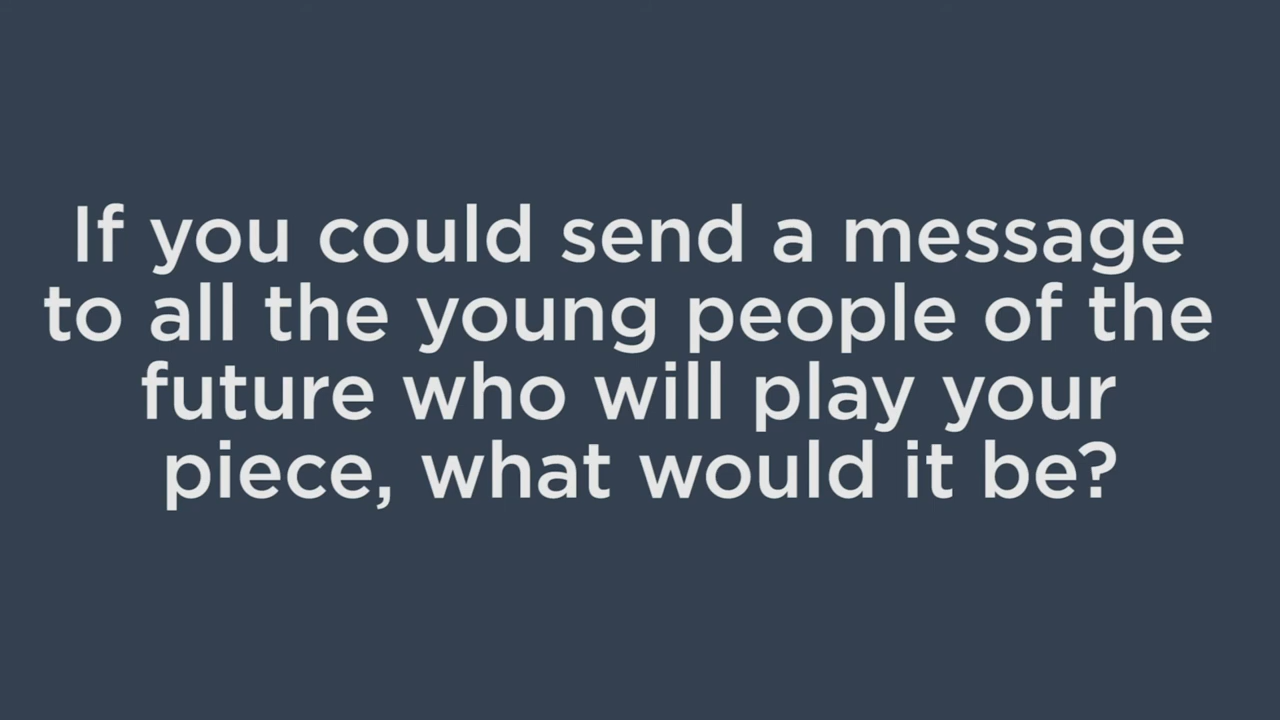 If you could send a message
to all the young people of the
future who will play your
piece, what would it be?